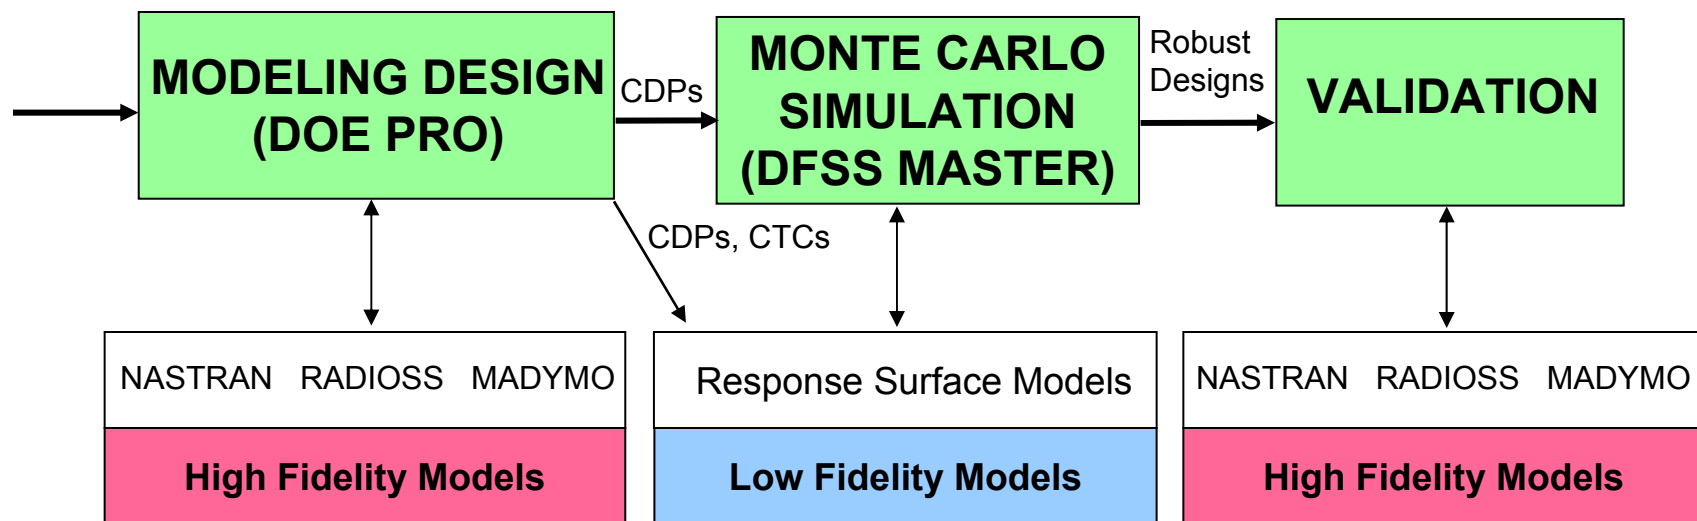 MODELING DESIGN
(DOE PRO)
CDPs
MONTE CARLO
SIMULATION
(DFSS MASTER)
Robust
Designs
VALIDATION
CDPs, CTCs
NASTRAN RADIOSS MADYMO
High Fidelity Models
Response Surface Models
Low Fidelity Models
NASTRAN RADIOSS MADYMO
High Fidelity Models